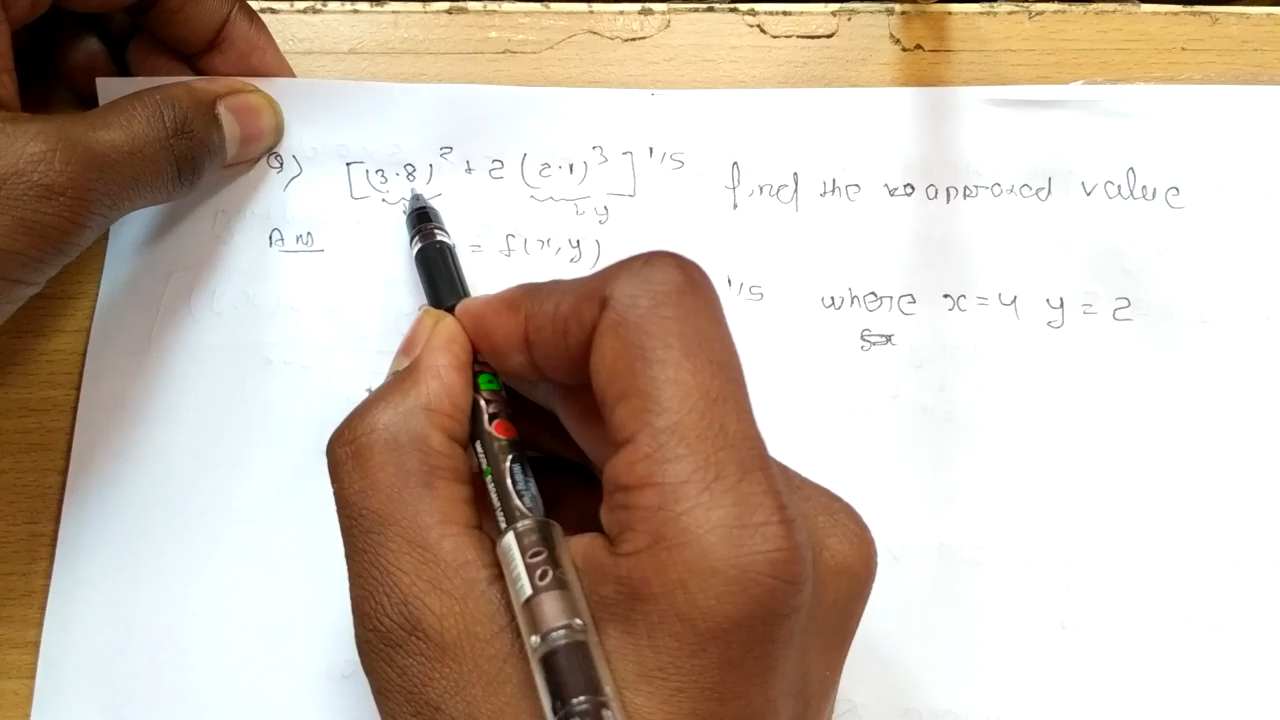 Q) [(3.8)² + 2 (2.1)³]^1/5 find the approxed value
y
Ans = f(x,y)
1/5 where x=4 y=2